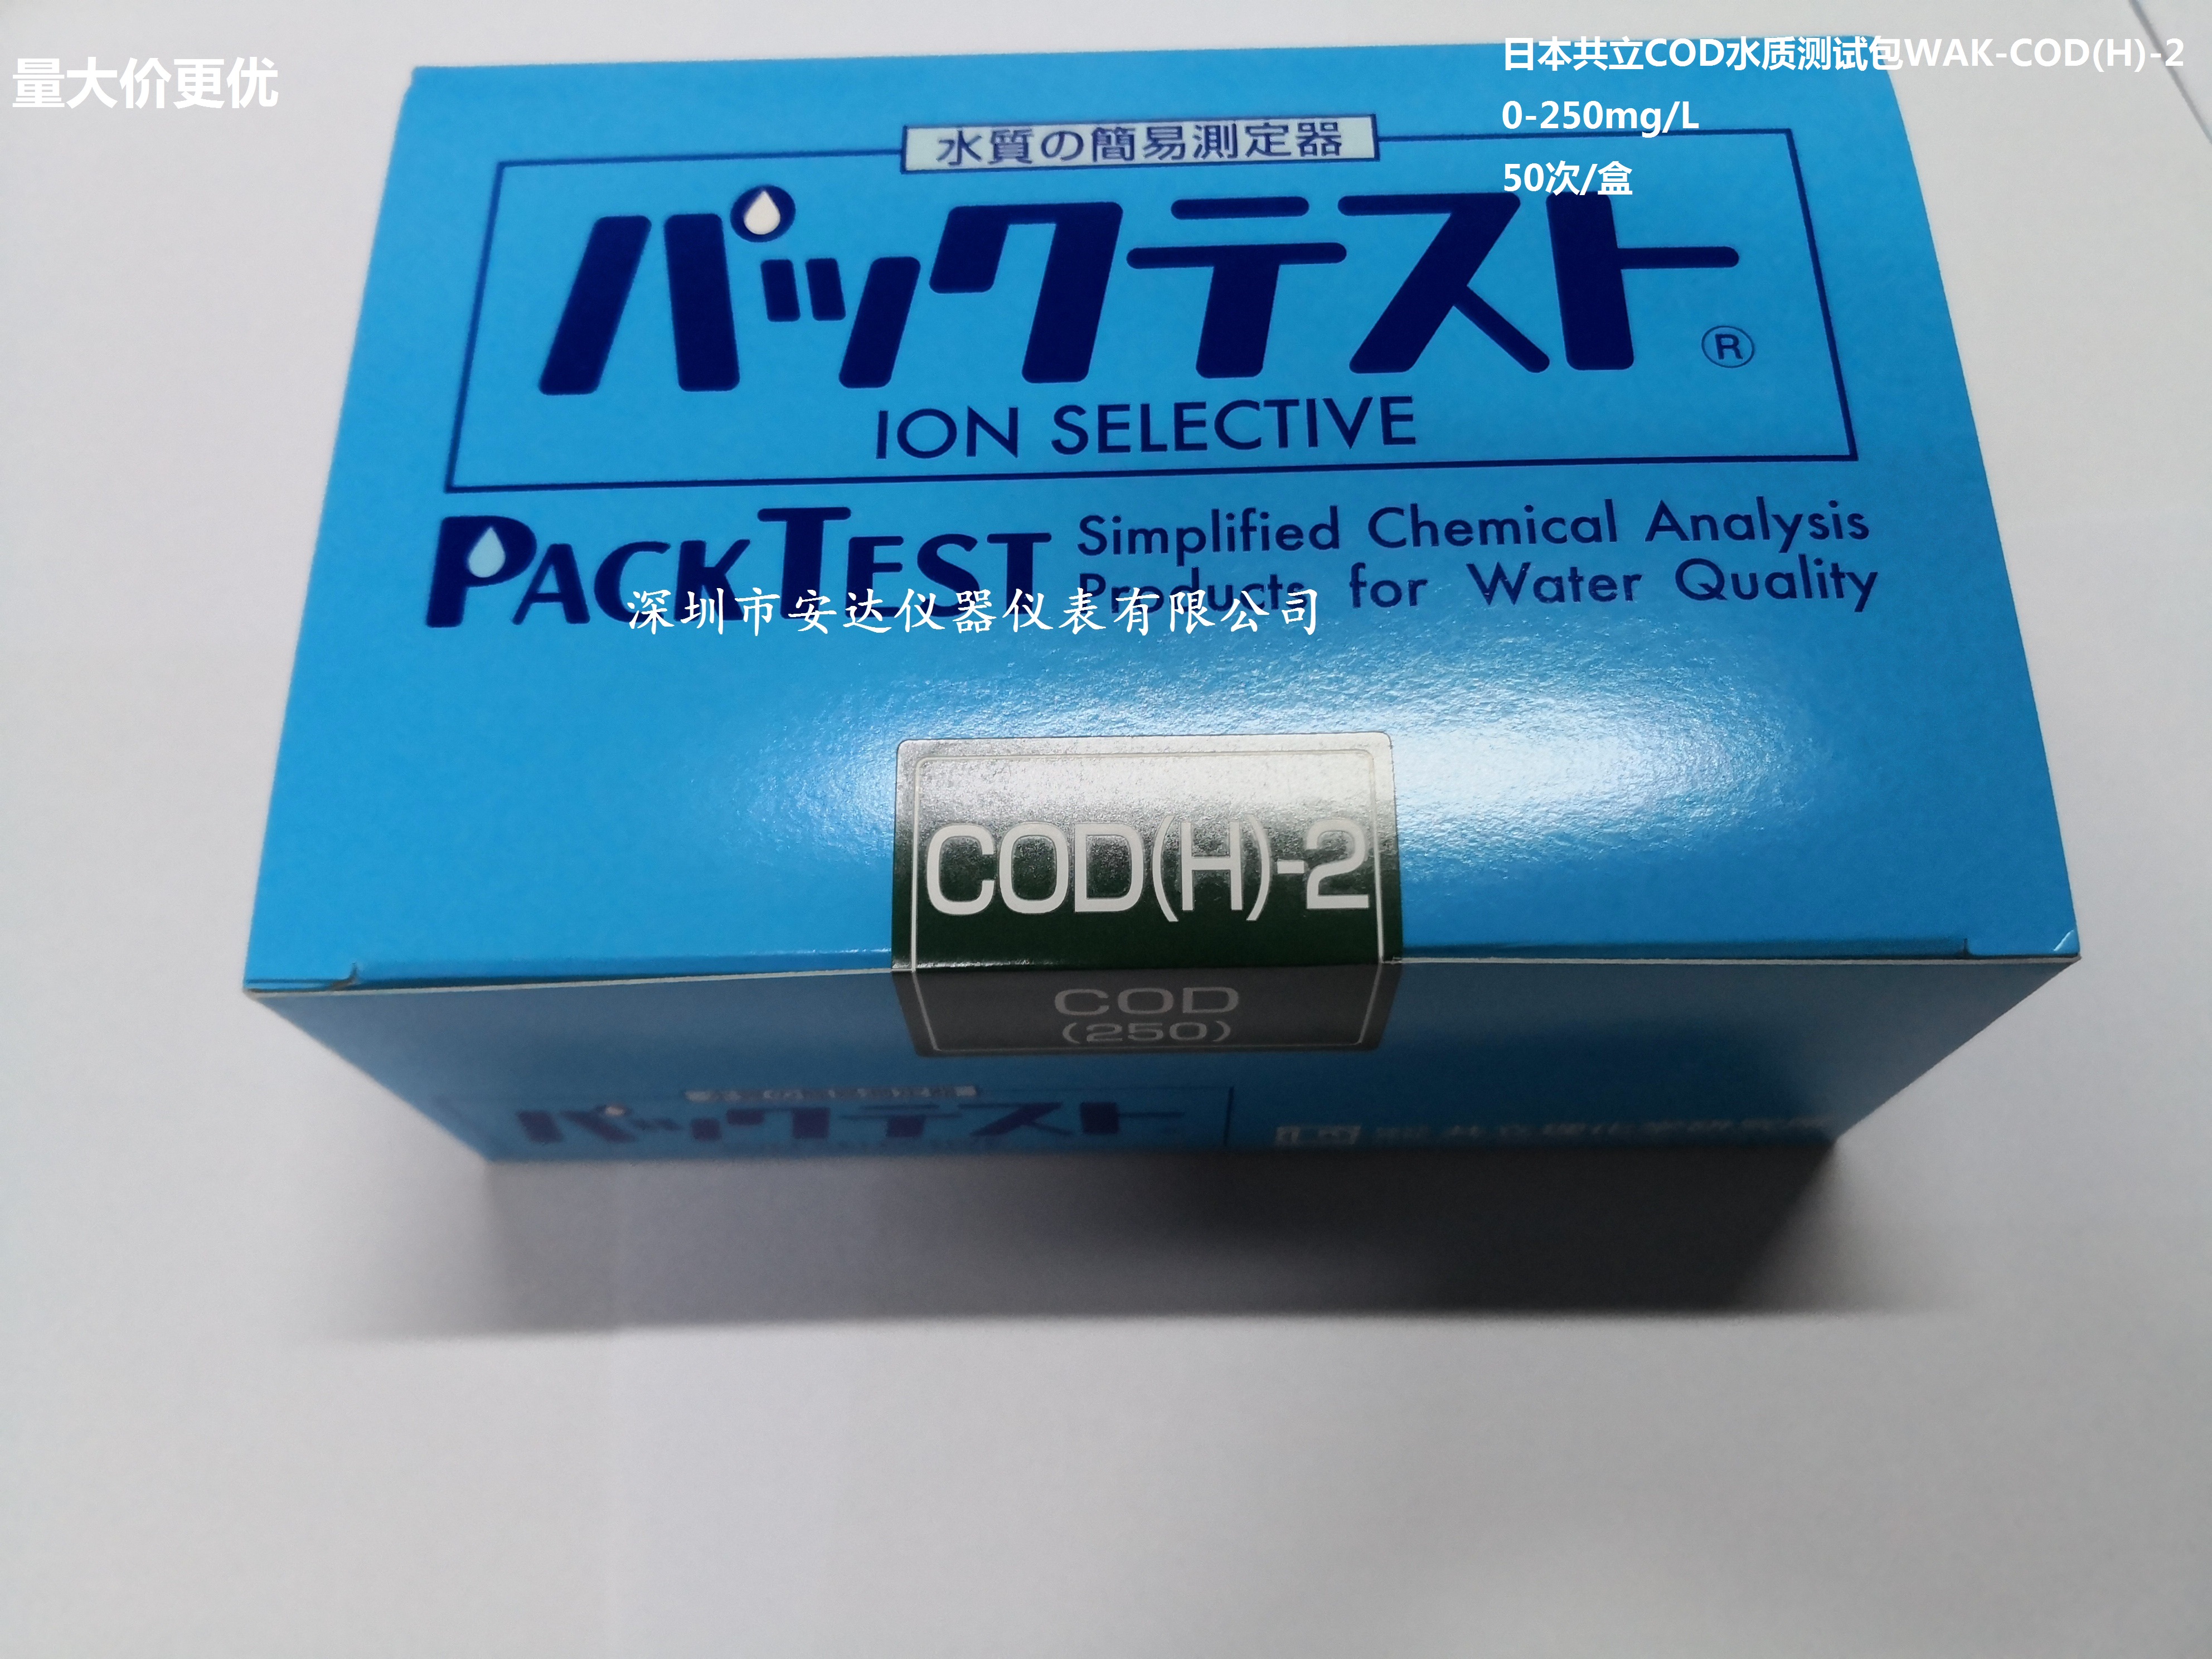 量大价更优
日本共立COD水质测试包WAK-COD(H)-2
0-250mg/L
50次/盒
水質の簡易測定器
パックテスト®
ION SELECTIVE
PACKTEST
Simplified Chemical Analysis
Products for Water Quality
深圳市安达仪器仪表有限公司
COD(H)-2
COD
(250)
パックテスト